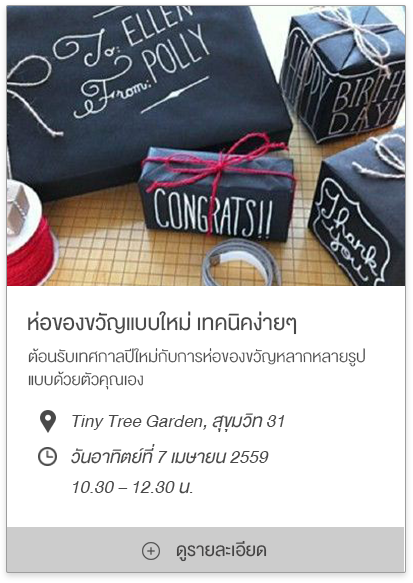 To: ELLEN
From: POLLY
HAPPY
BIRTH
DAY!
CONGRATS!!
Thank
you
ห่อของขวัญแบบใหม่ เทคนิคง่ายๆ
ต้อนรับเทศกาลปีใหม่กับการห่อของขวัญหลากหลายรูป
แบบด้วยตัวคุณเอง
Tiny Tree Garden, สุขุมวิท 31
วันอาทิตย์ที่ 7 เมษายน 2559
10.30 – 12.30 น.
ดูรายละเอียด